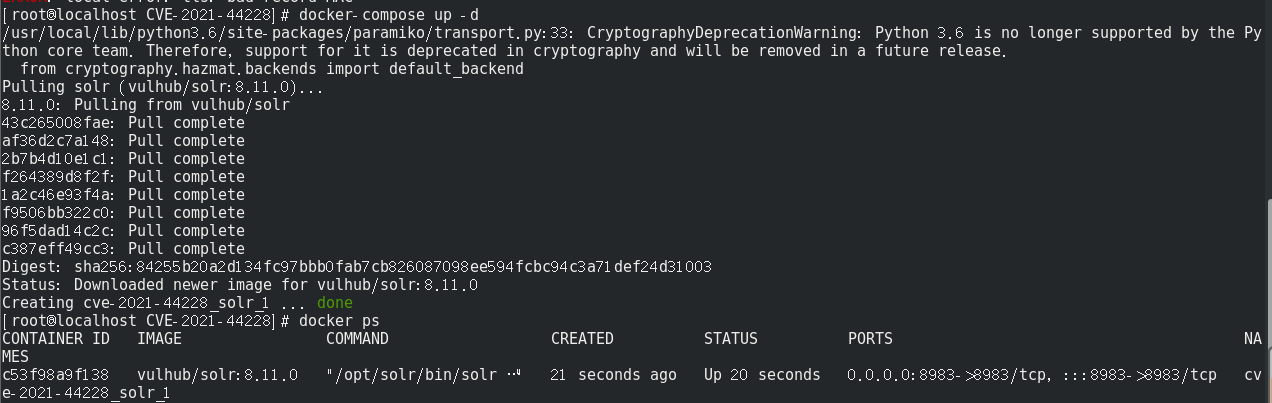 [root@localhost CVE-2021-44228]# docker-compose up -d
/usr/local/lib/python3.6/site-packages/paramiko/transport.py:33: CryptographyDeprecationWarning: Python 3.6 is no longer supported by the Py
thon core team. Therefore, support for it is deprecated in cryptography and will be removed in a future release.
  from cryptography.hazmat.backends import default_backend
Pulling solr (vulhub/solr:8.11.0)...
8.11.0: Pulling from vulhub/solr
43c265008fae: Pull complete
af36d2c7a148: Pull complete
2b7b4d10e1c1: Pull complete
f264389d8f2f: Pull complete
1a2c46e93f4a: Pull complete
f9506bb322c0: Pull complete
96f5dad14c2c: Pull complete
c387eff49cc3: Pull complete
Digest: sha256:84255b20a2d134fc97bbb0fab7cb826087098ee594fcbc94c3a71def24d31003
Status: Downloaded newer image for vulhub/solr:8.11.0
Creating cve-2021-44228_solr_1 ... done
[root@localhost CVE-2021-44228]# docker ps
CONTAINER ID   IMAGE                COMMAND                  CREATED          STATUS          PORTS                                       NA
MES
c53f98a9f138   vulhub/solr:8.11.0   "/opt/solr/bin/solr …"   21 seconds ago   Up 20 seconds   0.0.0.0:8983->8983/tcp, :::8983->8983/tcp   cv
e-2021-44228_solr_1